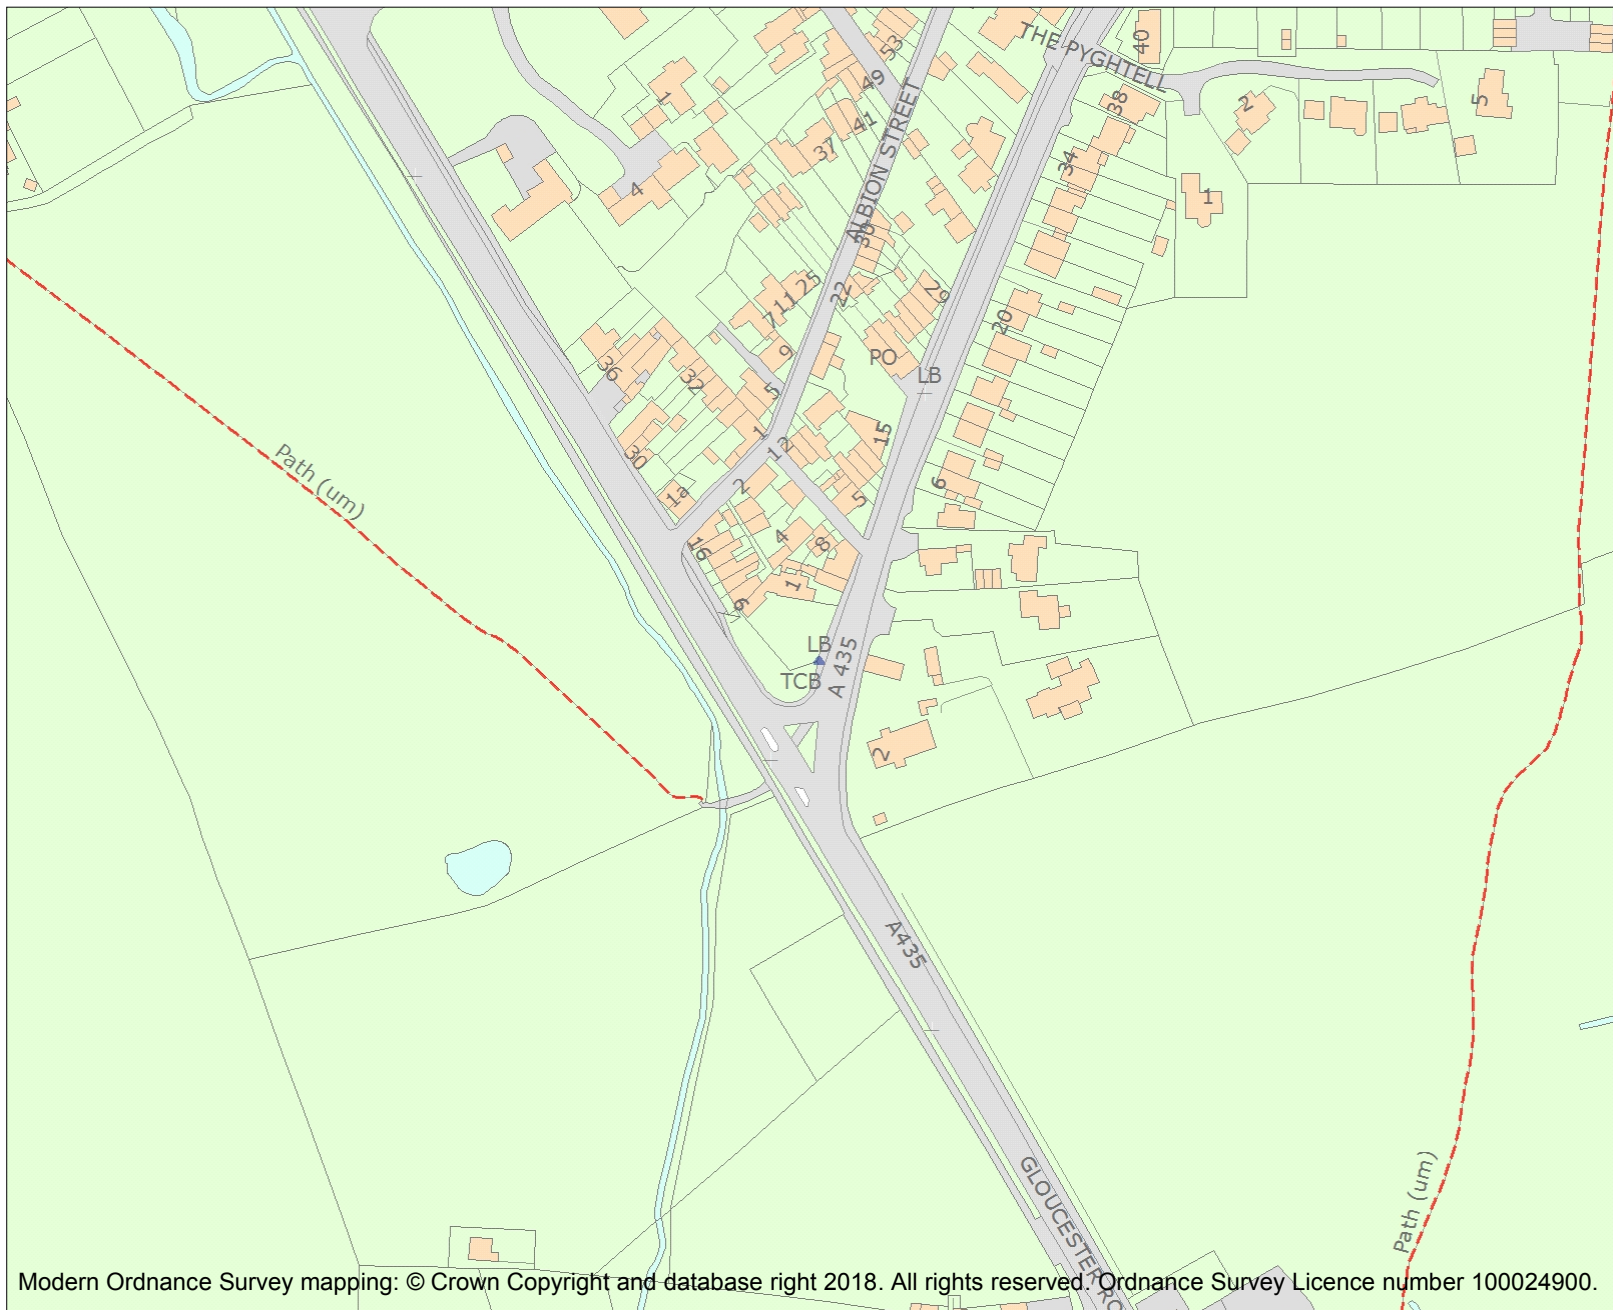 THE PYGHTELL
40
53
49
1
41
38
2
5
37
34
4
1
ALBION STREET
30
25
22
29
11
7
20
9
PO
36
32
LB
5
1
12
15
30
2
6
1a
5
Path (um)
16
4
8
1
6
LB
A 435
TCB
2
A435
Path (um)
GLOUCESTER RO
Modern Ordnance Survey mapping: © Crown Copyright and database right 2018. All rights reserved. Ordnance Survey Licence number 100024900.